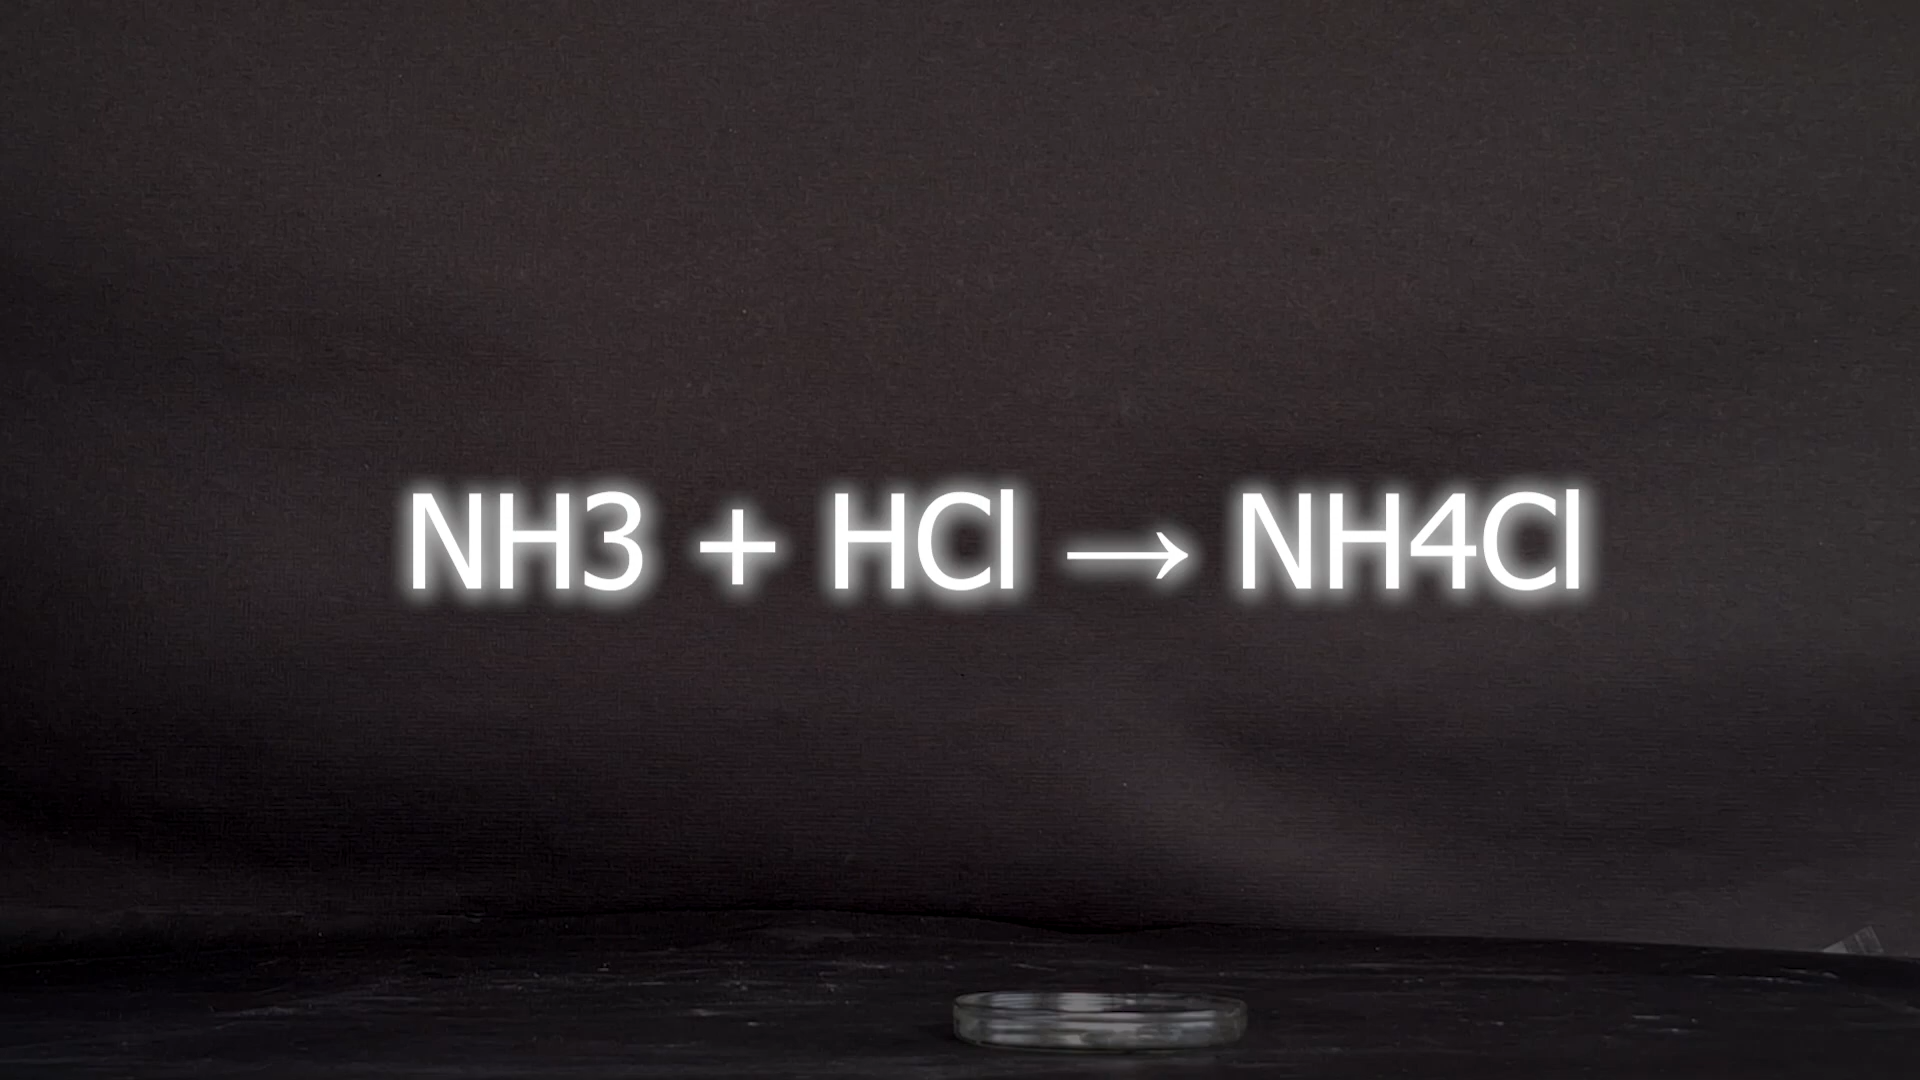 NH3 + HCl → NH4Cl